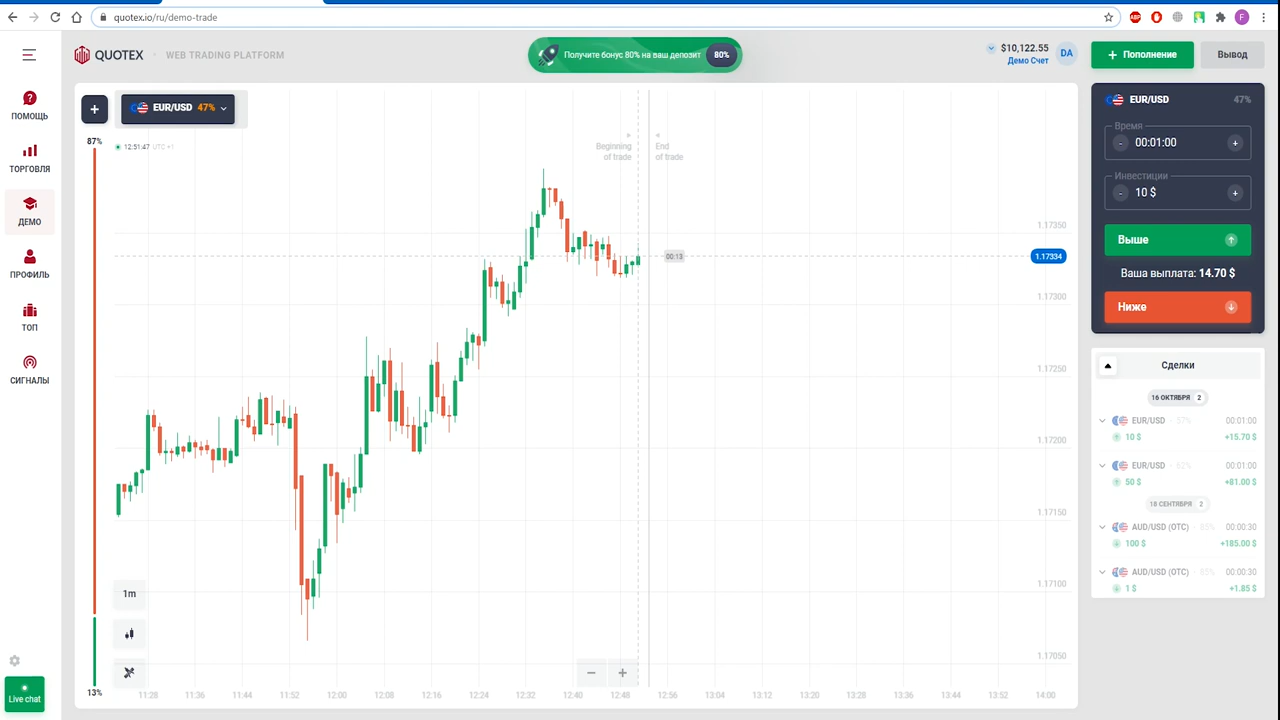 quotex.io/ru/demo-trade
QUOTEX
WEB TRADING PLATFORM
Получите бонус 80% на ваш депозит
80%
$10,122.55
Демо Счет
DA
+ Пополнение
Вывод
ПОМОЩЬ
ТОРГОВЛЯ
ДЕМО
ПРОФИЛЬ
ТОП
СИГНАЛЫ
Live chat
+
EUR/USD 47%
87%
12:51:47 UTC +1
Beginning
of trade
End
of trade
00:13
1.17350
1.17334
1.17300
1.17250
1.17200
1.17150
1.17100
1.17050
1m
13%
11:28
11:36
11:44
11:52
12:00
12:08
12:16
12:24
12:32
12:40
12:48
12:56
13:04
13:12
13:20
13:28
13:36
13:44
13:52
14:00
EUR/USD
47%
Время
- 00:01:00 +
Инвестиции
- 10 $ +
Выше
Ваша выплата: 14.70 $
Ниже
Сделки
16 ОКТЯБРЯ 2
EUR/USD 57% 00:01:00
10 $ +15.70 $
EUR/USD 62% 00:01:00
50 $ +81.00 $
18 СЕНТЯБРЯ 2
AUD/USD (OTC) 85% 00:00:30
100 $ +185.00 $
AUD/USD (OTC) 85% 00:00:30
1 $ +1.85 $